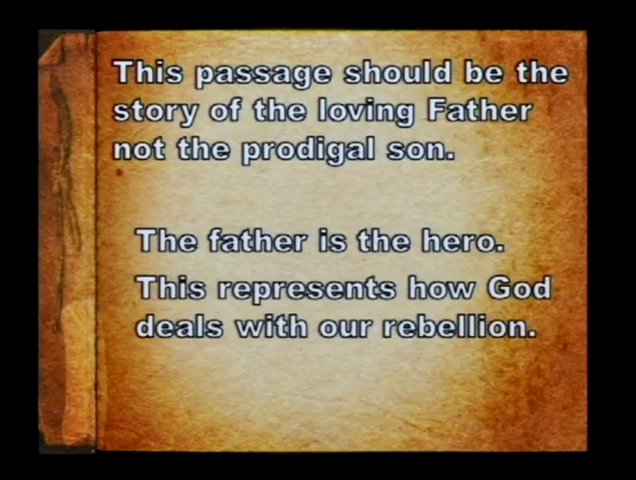 This passage should be the
story of the loving Father
not the prodigal son.
The father is the hero.
This represents how God
deals with our rebellion.